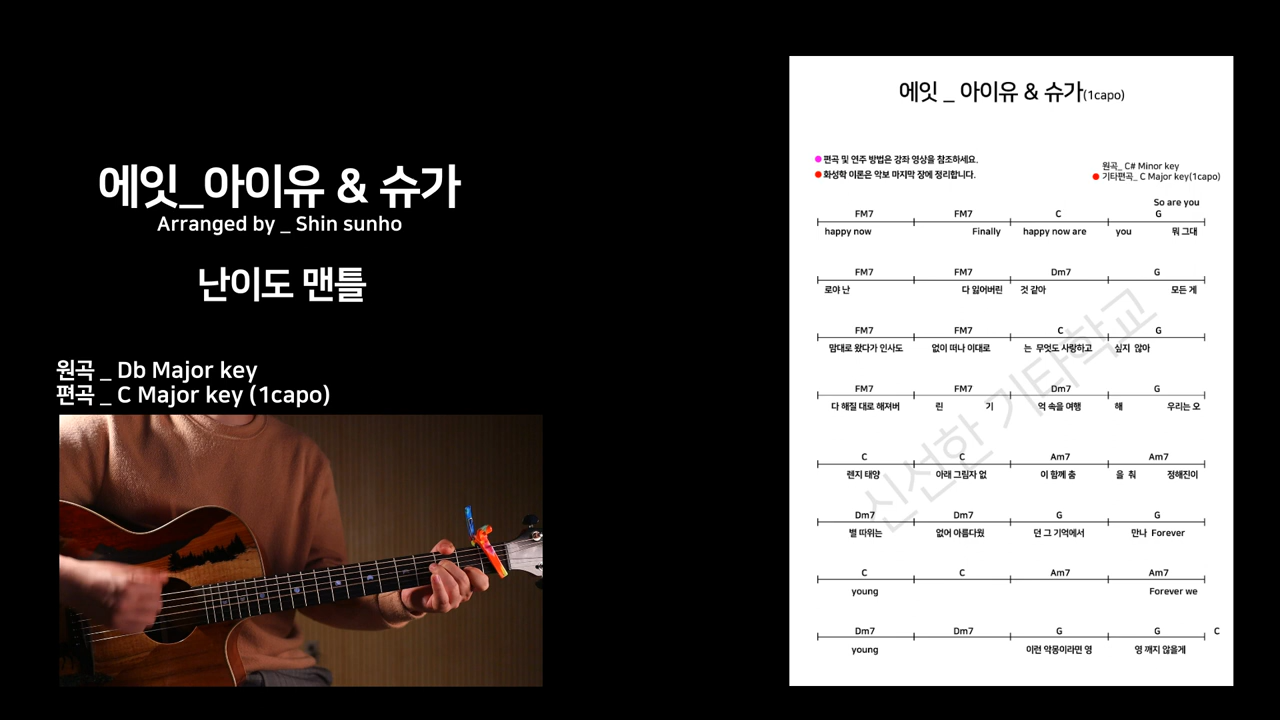 에잇_아이유 & 슈가
Arranged by _ Shin sunho
난이도 맨틀
원곡 _ Db Major key
편곡 _ C Major key (1capo)
에잇 _ 아이유 & 슈가(1capo)
편곡 및 연주 방법은 강좌 영상을 참조하세요.
화성학 이론은 악보 마지막 장에 정리합니다.
원곡_ C# Minor key
기타편곡_ C Major key(1capo)
So are you
FM7 FM7 C G
happy now Finally happy now are you 뭐 그대
FM7 FM7 Dm7 G
로야 난 다 잃어버린 것 같아 모든 게
FM7 FM7 C G
맘대로 왔다가 인사도 없이 떠나 이대로 는 무엇도 사랑하고 싶지 않아
FM7 FM7 Dm7 G
다 해질 대로 해져버 린 기 억 속을 여행 해 우리는 오
C C Am7 Am7
렌지 태양 아래 그림자 없 이 함께 춤 을 춰 정해진이
Dm7 Dm7 G G
별 따위는 없어 아름다웠 던 그 기억에서 만나 Forever
C C Am7 Am7
young Forever we
Dm7 Dm7 G G C
young 이런 악몽이라면 영 영 깨지 않을게
신선한 기타학교